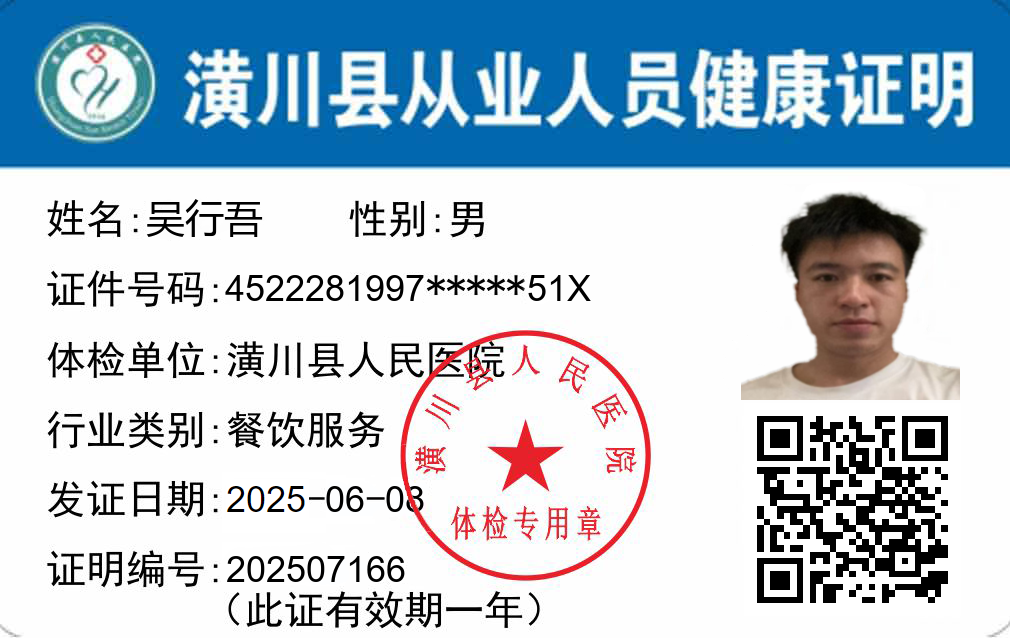 潢川县从业人员健康证明
姓名:吴行吾 性别:男
证件号码:4522281997*****51X
体检单位:潢川县人民医院
行业类别:餐饮服务
发证日期:2025-06-08
证明编号:202507166
（此证有效期一年）
潢川县人民医院
体检专用章